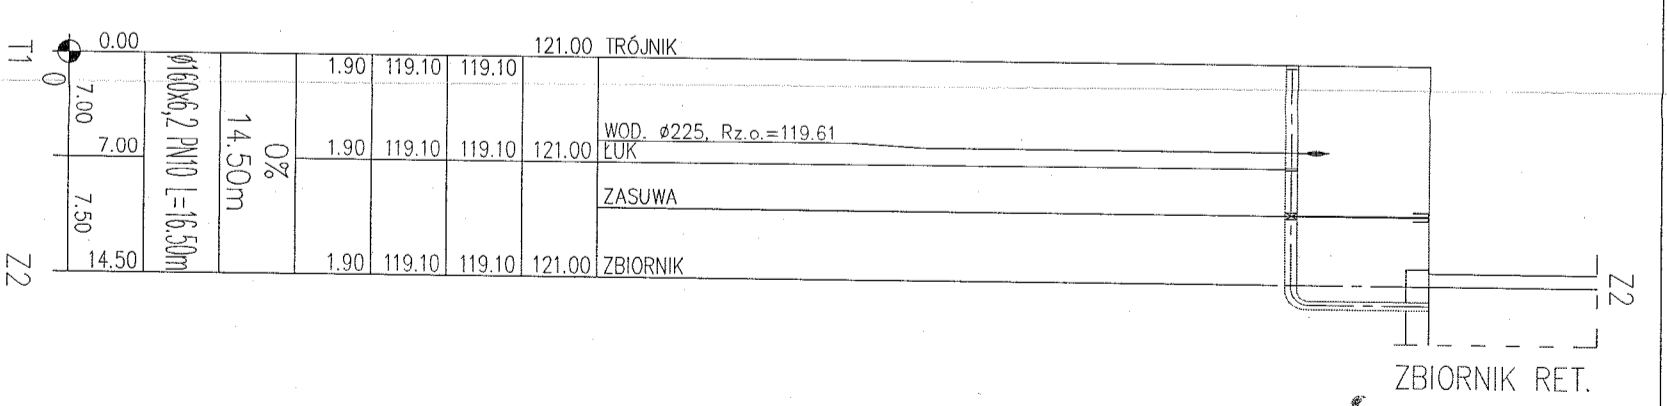 T1
0
0.00
7.00
7.00
7.50
14.50
Z2
ø160x6,2 PN10 L=16.50m
0%
14.50m
1.90 119.10 119.10
121.00 TRÓJNIK
WOD. ø225, Rz.o.=119.61
1.90 119.10 119.10 121.00 ŁUK
ZASUWA
1.90 119.10 119.10 121.00 ZBIORNIK
Z2
ZBIORNIK RET.